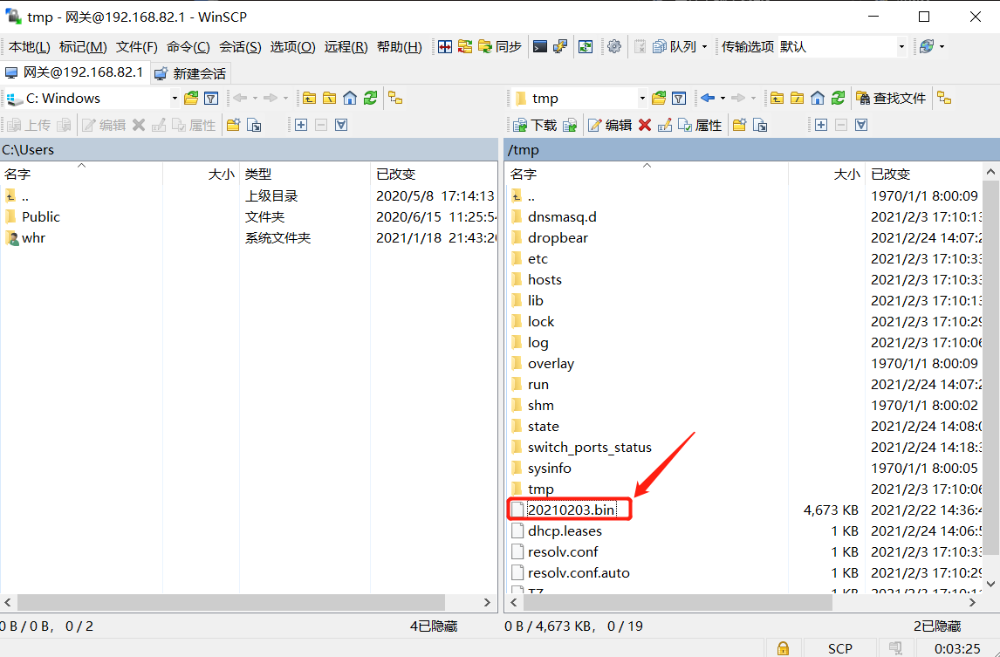 tmp - 网关@192.168.82.1 - WinSCP
本地(L) 标记(M) 文件(F) 命令(C) 会话(S) 选项(O) 远程(R) 帮助(H) 同步 队列 传输选项 默认
网关@192.168.82.1 新建会话
C: Windows tmp 查找文件
上传 编辑 属性 下载 编辑 属性
C:\Users /tmp
名字 大小 类型 已改变 名字 大小 已改变
.. 上级目录 2020/5/8 17:14:13 .. 1970/1/1 8:00:09
Public 文件夹 2020/6/15 11:25:54 dnsmasq.d 2021/2/3 17:10:13
whr 系统文件夹 2021/1/18 21:43:20 dropbear 2021/2/24 14:07:2
etc 2021/2/3 17:10:33
hosts 2021/2/3 17:10:33
lib 2021/2/3 17:10:13
lock 2021/2/3 17:10:29
log 2021/2/3 17:10:06
overlay 1970/1/1 8:00:09
run 2021/2/24 14:07:2
shm 1970/1/1 8:00:02
state 2021/2/24 14:08:0
switch_ports_status 2021/2/24 14:18:3
sysinfo 1970/1/1 8:00:05
tmp 2021/2/3 17:10:06
20210203.bin 4,673 KB 2021/2/22 14:36:4
dhcp.leases 1 KB 2021/2/24 14:06:5
resolv.conf 1 KB 2021/2/3 17:10:33
resolv.conf.auto 1 KB 2021/2/3 17:10:29
TZ 1 KB
0 B / 0 B, 0 / 2 4已隐藏 0 B / 4,673 KB, 0 / 19 2已隐藏
SCP 0:03:25